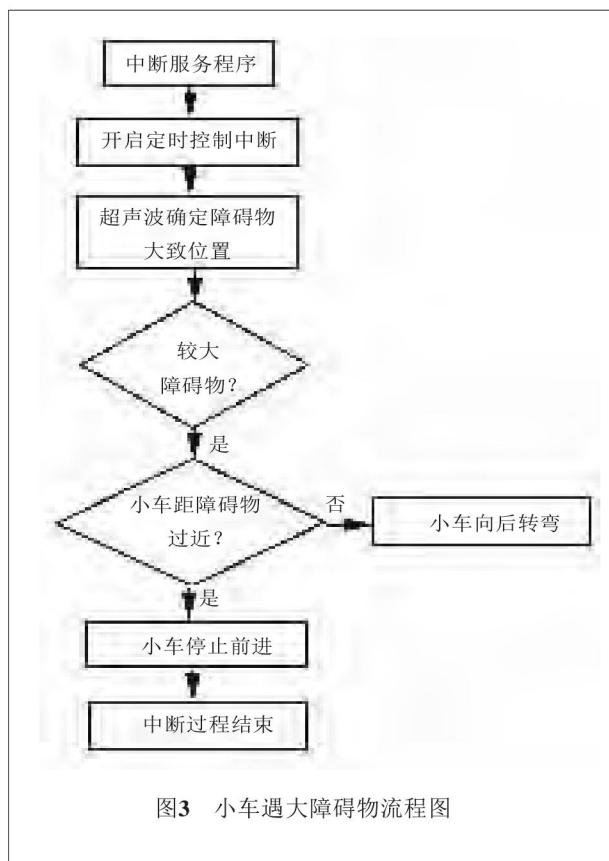 中断服务程序
开启定时控制中断
超声波确定障碍物
大致位置
较大
障碍物?
是
小车距障碍物
过近?
否
小车向后转弯
是
小车停止前进
中断过程结束
图3 小车遇大障碍物流程图